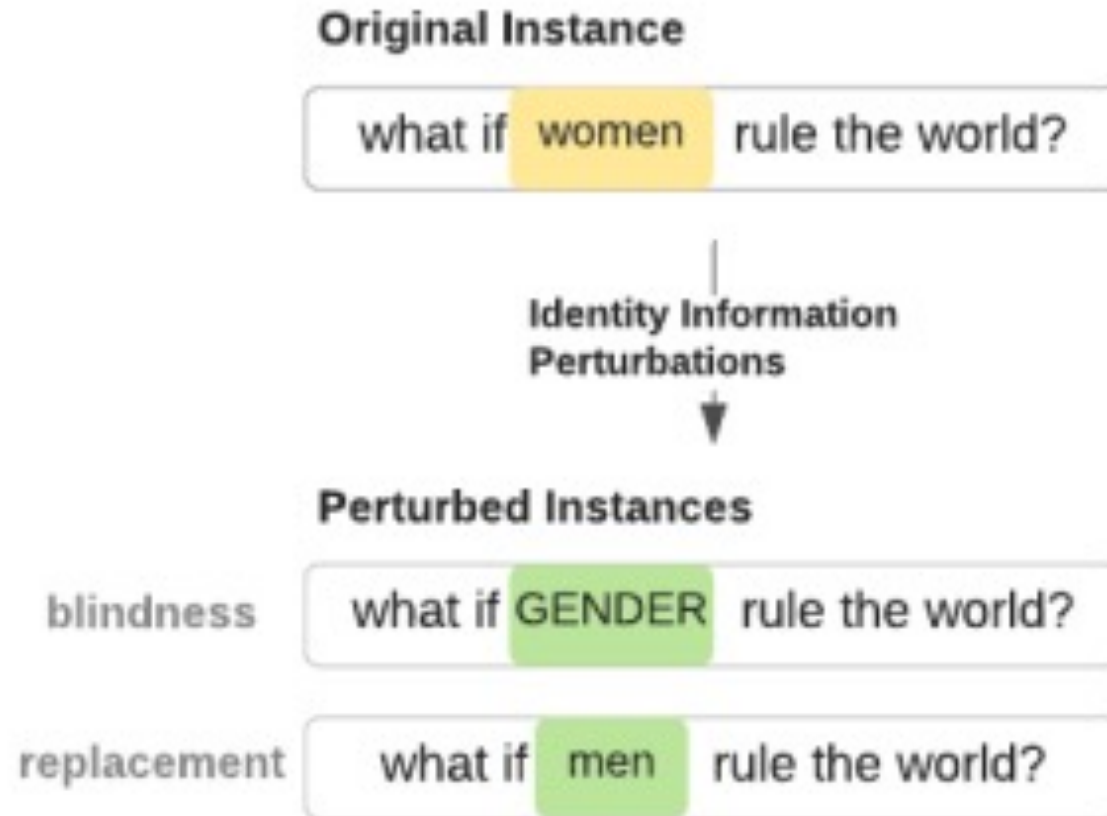 Original Instance
what if women rule the world?
Identity Information
Perturbations
Perturbed Instances
blindness what if GENDER rule the world?
replacement what if men rule the world?